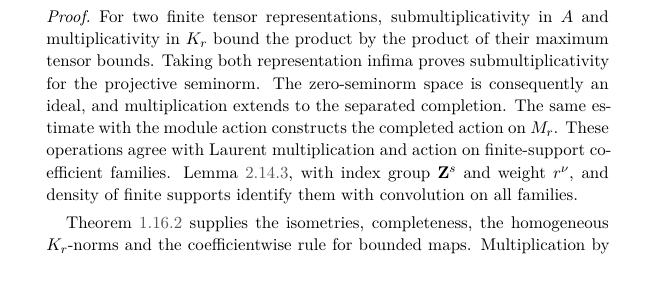 Proof. For two finite tensor representations, submultiplicativity in A and
multiplicativity in K_r bound the product by the product of their maximum
tensor bounds. Taking both representation infima proves submultiplicativity
for the projective seminorm. The zero-seminorm space is consequently an
ideal, and multiplication extends to the separated completion. The same es-
timate with the module action constructs the completed action on M_r. These
operations agree with Laurent multiplication and action on finite-support co-
efficient families. Lemma 2.14.3, with index group Z^s and weight r^ν, and
density of finite supports identify them with convolution on all families.
Theorem 1.16.2 supplies the isometries, completeness, the homogeneous
K_r-norms and the coefficientwise rule for bounded maps. Multiplication by